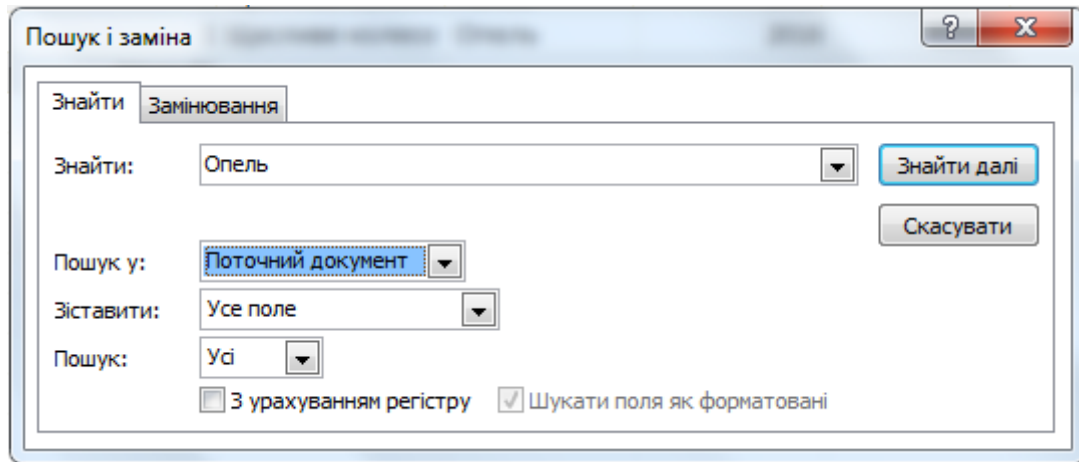 Пошук і заміна
Знайти Замінювання
Знайти: Опель Знайти далі
Скасувати
Пошук у: Поточний документ
Зіставити: Усе поле
Пошук: Усі
З урахуванням регістру Шукати поля як форматовані